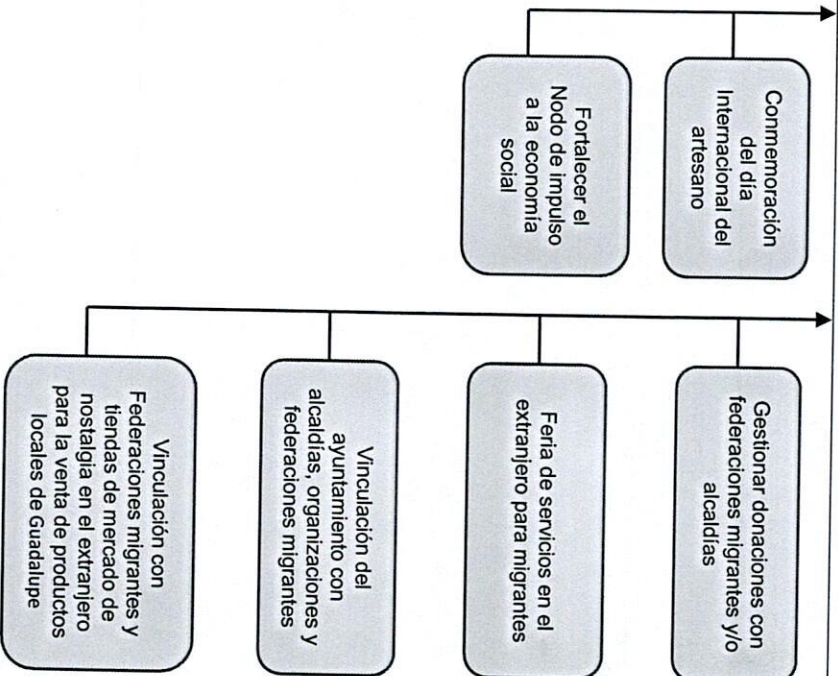 Conmemoración
del día
Internacional del
artesano
Fortalecer el
Nodo de impulso
a la economía
social
Gestionar donaciones con
federaciones migrantes y/o
alcaldías
Feria de servicios en el
extranjero para migrantes
Vinculación del
ayuntamiento con
alcaldías, organizaciones y
federaciones migrantes
Vinculación con
Federaciones migrantes y
tiendas de mercado de
nostalgia en el extranjero
para la venta de productos
locales de Guadalupe